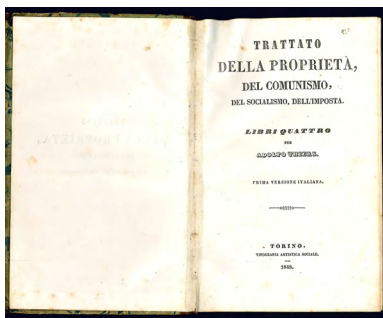 TRATTATO
DELLA PROPRIETÀ,
DEL COMUNISMO,
DEL SOCIALISMO, DELL'IMPOSTA.
LIBRI QUATTRO
PER
ADOLFO THIERS.
PRIMA VERSIONE ITALIANA.
TORINO,
TIPOGRAFIA ARTISTICA SOCIALE.
1848.